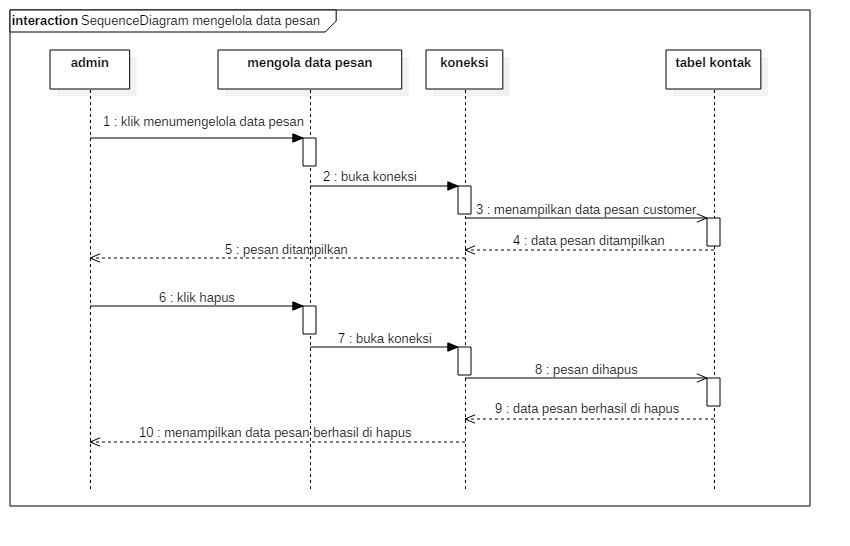 interaction SequenceDiagram mengelola data pesan
admin
mengola data pesan
koneksi
tabel kontak
1 : klik menumengelola data pesan
2 : buka koneksi
3 : menampilkan data pesan customer
4 : data pesan ditampilkan
5 : pesan ditampilkan
6 : klik hapus
7 : buka koneksi
8 : pesan dihapus
9 : data pesan berhasil di hapus
10 : menampilkan data pesan berhasil di hapus